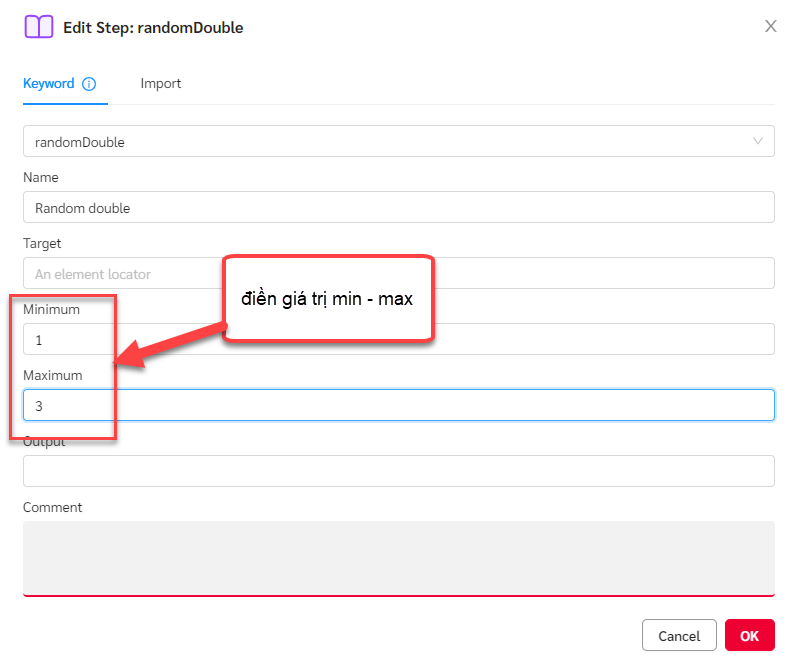 Edit Step: randomDouble
Keyword
Import
randomDouble
Name
Random double
Target
An element locator
điền giá trị min - max
Minimum
1
Maximum
3
Output
Comment
Cancel
OK